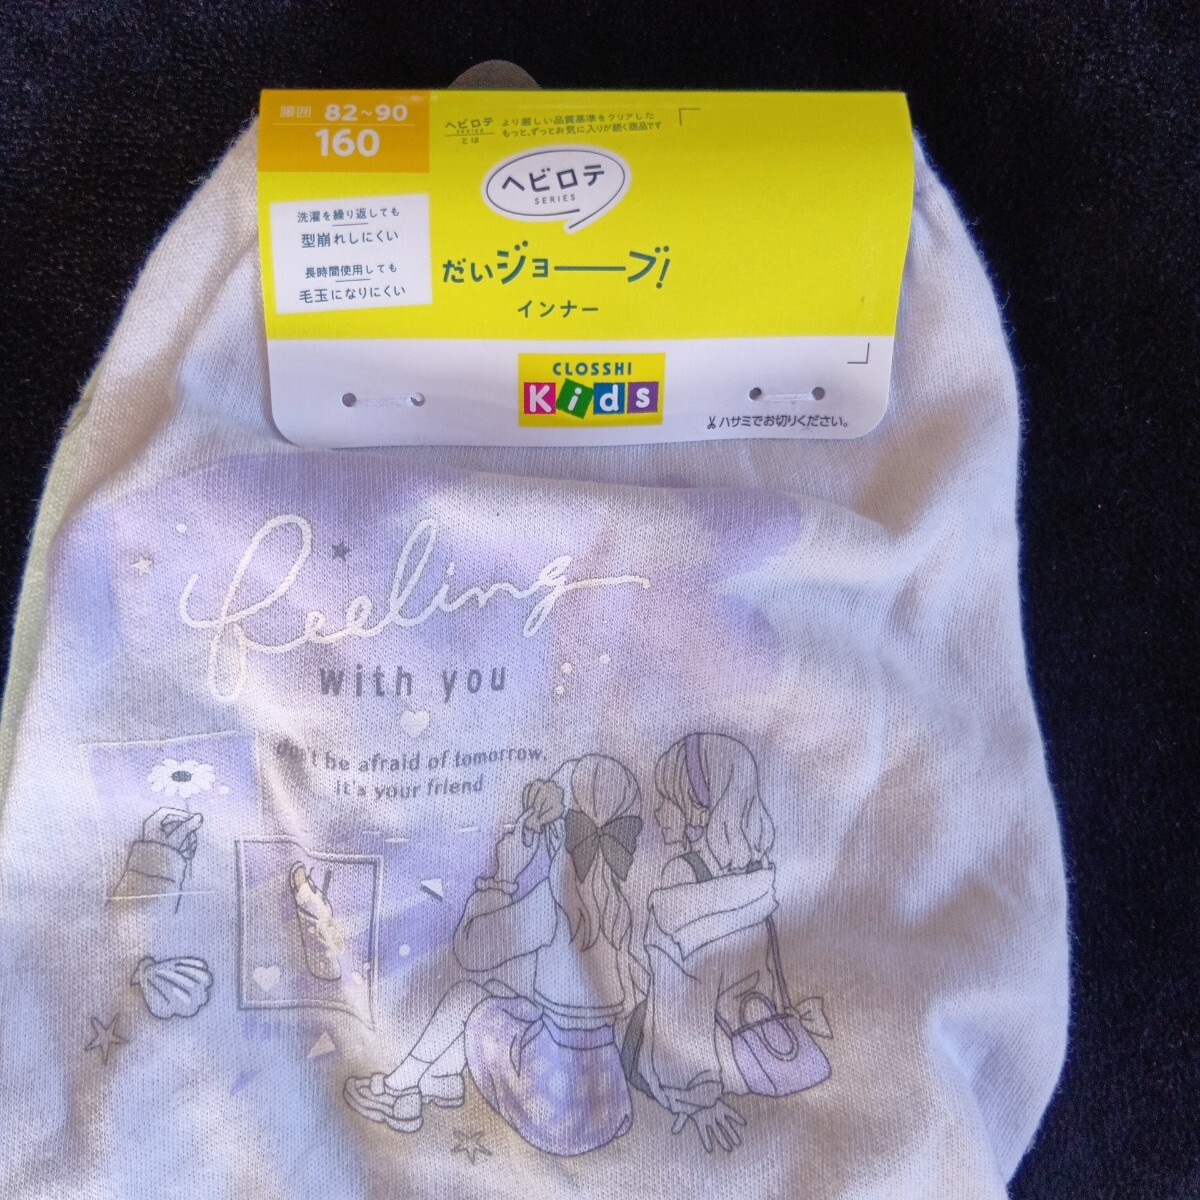 腰囲 82~90
160
ヘビロテ
SERIES
とは
より厳しい品質基準をクリアした
もっと、ずっとお気に入りが続く商品です
ヘビロテ
SERIES
洗濯を繰り返しても
型崩れしにくい
長時間使用しても
毛玉になりにくい
だいジョーーブ!
インナー
CLOSSHI
Kids
ハサミでお切りください。
feeling
with you
don't be afraid of tomorrow,
it's your friend